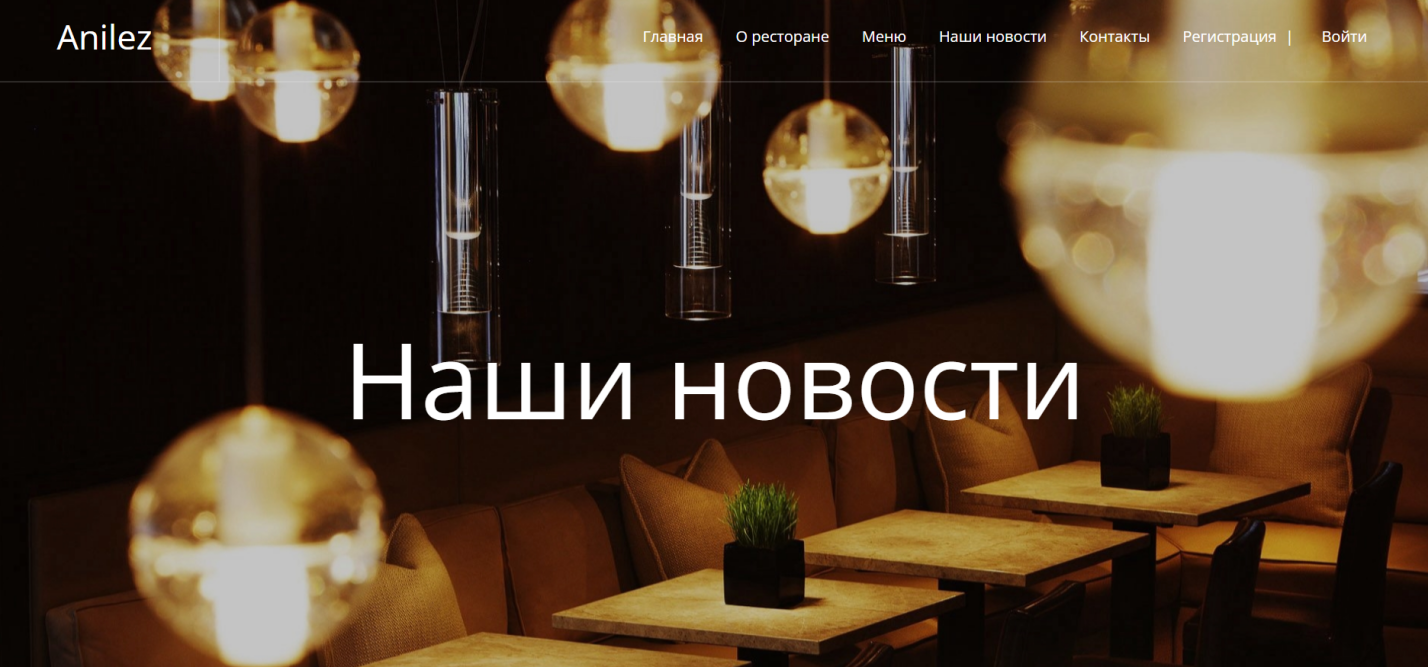 Anilez
Главная О ресторане Меню Наши новости Контакты Регистрация | Войти
Наши новости